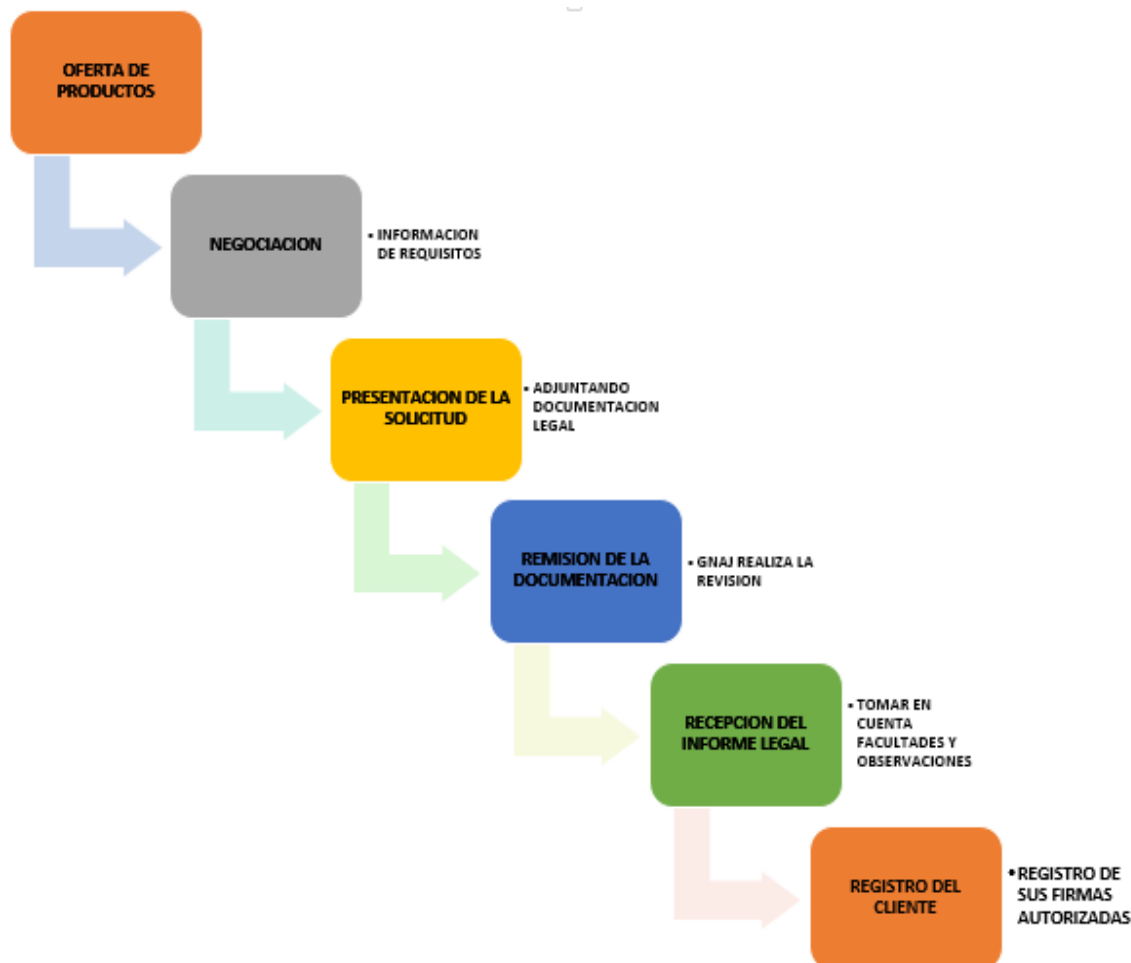 OFERTA DE
PRODUCTOS
NEGOCIACION
▪ INFORMACION
DE REQUISITOS
PRESENTACION DE LA
SOLICITUD
▪ ADJUNTANDO
DOCUMENTACION
LEGAL
REMISION DE LA
DOCUMENTACION
▪ GNAJ REALIZA LA
REVISION
RECEPCION DEL
INFORME LEGAL
▪ TOMAR EN
CUENTA
FACULTADES Y
OBSERVACIONES
REGISTRO DEL
CLIENTE
• REGISTRO DE
SUS FIRMAS
AUTORIZADAS